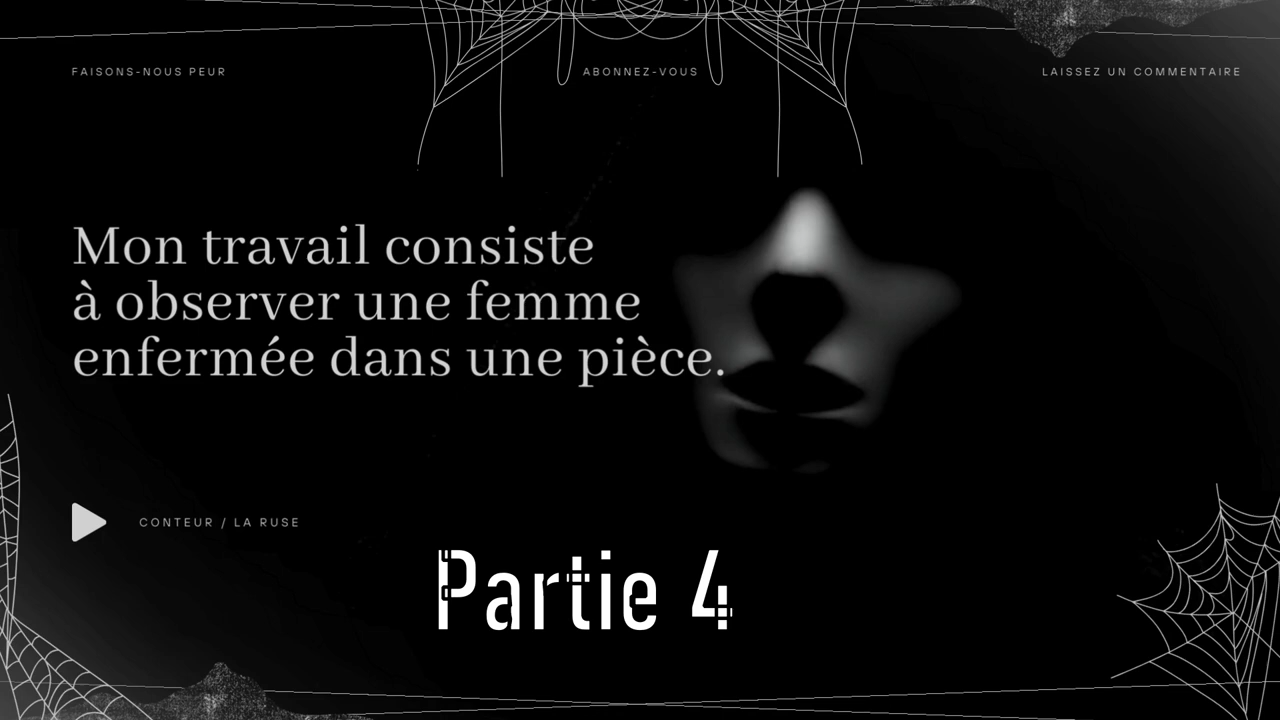 FAISONS-NOUS PEUR
ABONNEZ-VOUS
LAISSEZ UN COMMENTAIRE
Mon travail consiste
à observer une femme
enfermée dans une pièce.
CONTEUR / LA RUSE
Partie 4